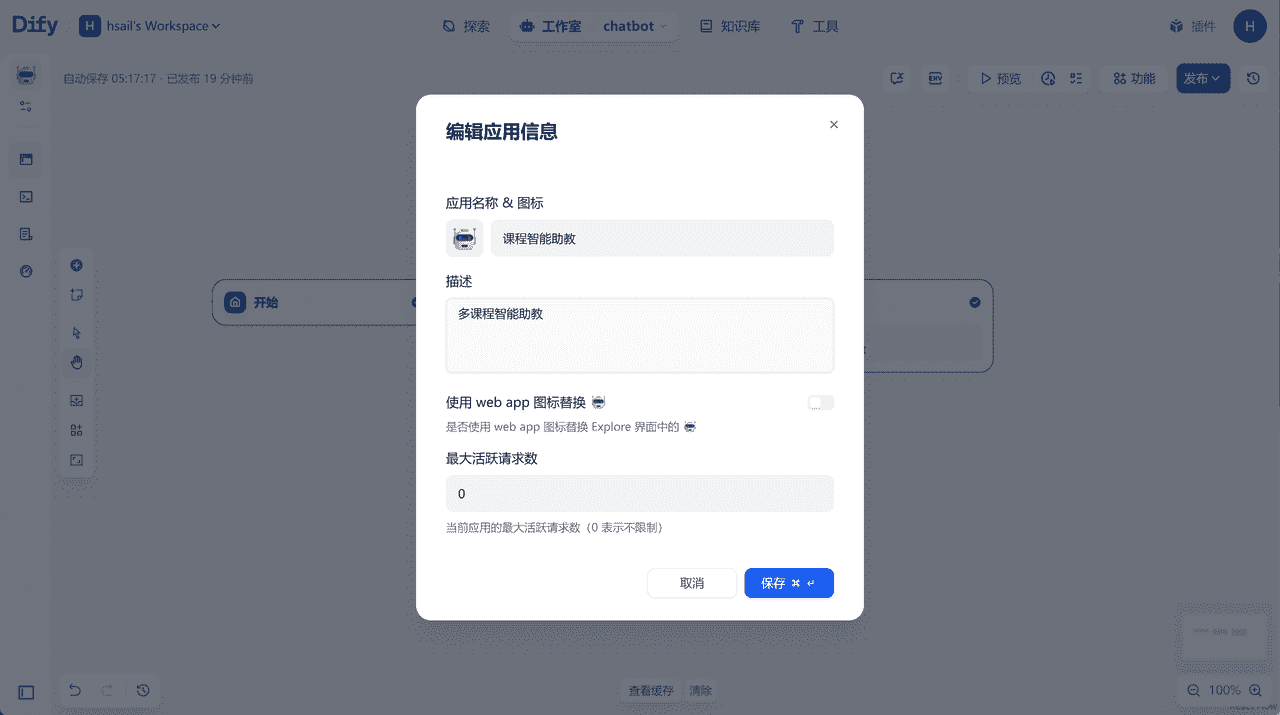 Dify
H hsail's Workspace
探索
工作室
chatbot
知识库
工具
插件
H
自动保存 05:17:17 · 已发布 19 分钟前
ENV
预览
功能
发布
编辑应用信息
应用名称 & 图标
课程智能助教
描述
多课程智能助教
开始
使用 web app 图标替换
是否使用 web app 图标替换 Explore 界面中的
最大活跃请求数
0
当前应用的最大活跃请求数（0 表示不限制）
取消
保存 ⌘ ↵
查看缓存
清除
100%